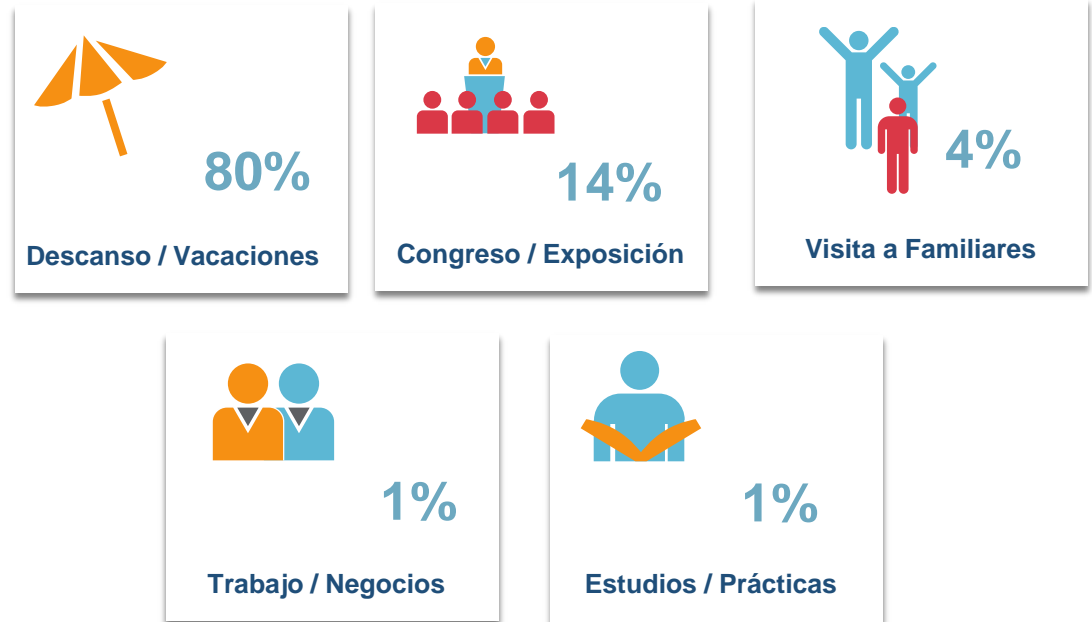 80%
Descanso / Vacaciones
14%
Congreso / Exposición
4%
Visita a Familiares
1%
Trabajo / Negocios
1%
Estudios / Prácticas